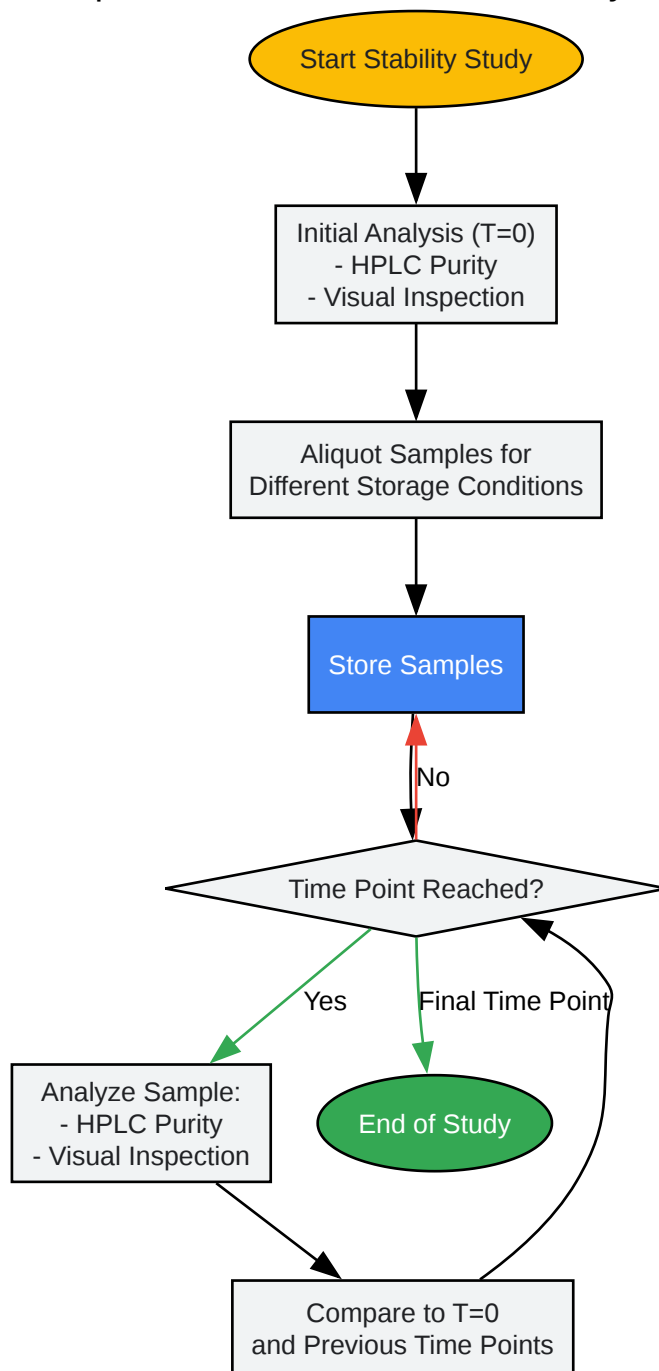 Start Stability Study
Initial Analysis (T=0)
- HPLC Purity
- Visual Inspection
Aliquot Samples for
Different Storage Conditions
Store Samples
No
Time Point Reached?
Yes
Final Time Point
Analyze Sample:
- HPLC Purity
- Visual Inspection
End of Study
Compare to T=0
and Previous Time Points